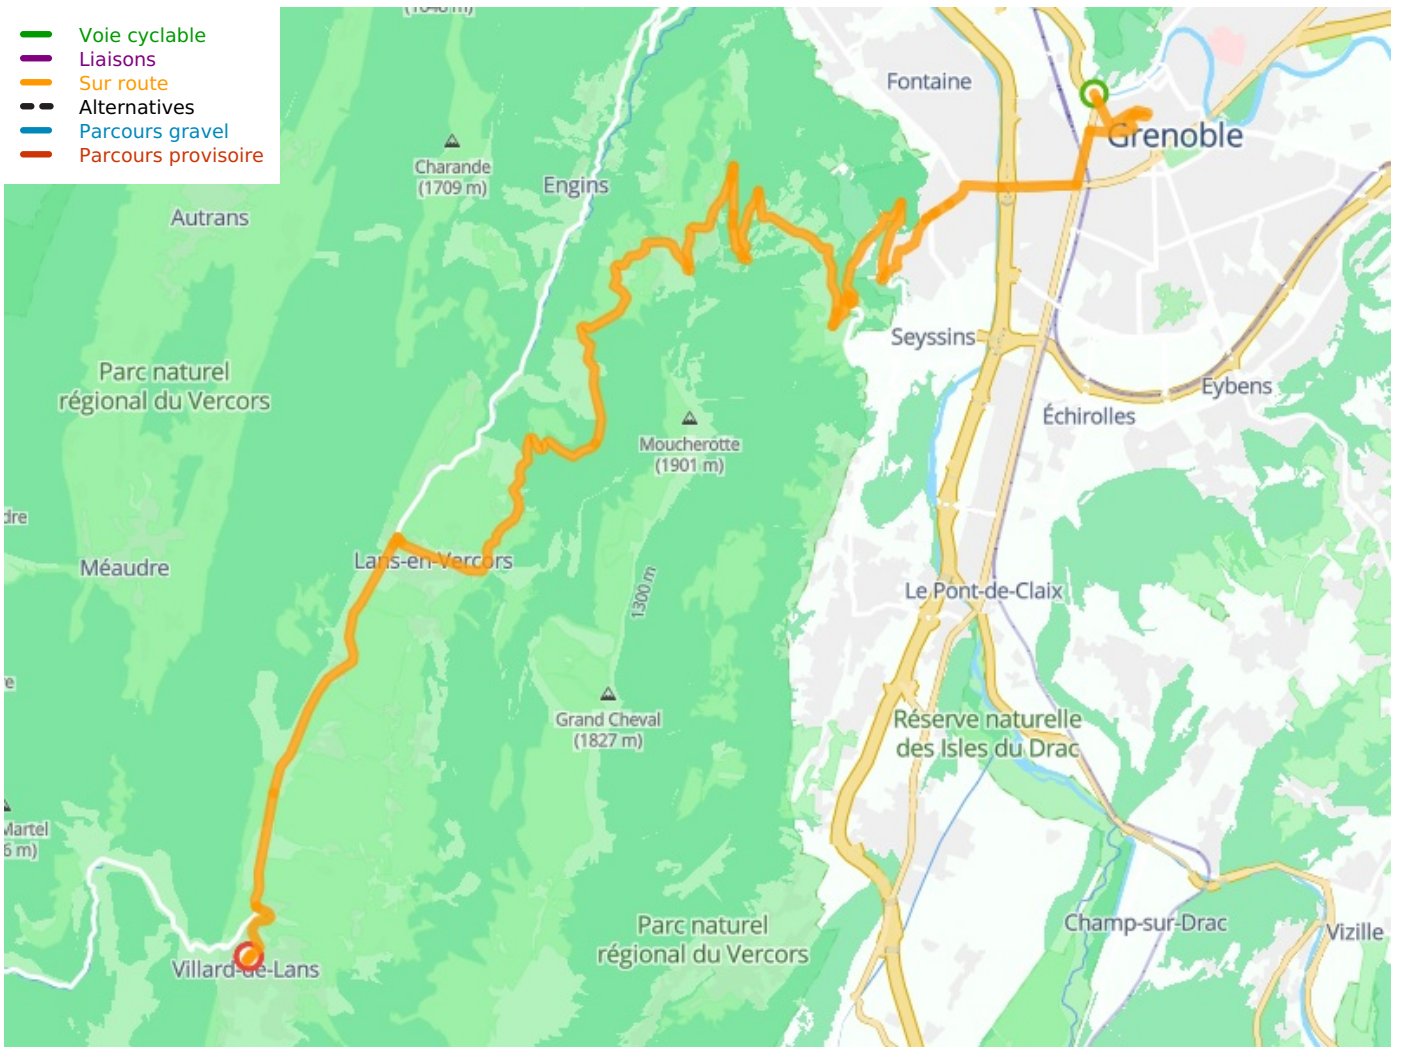 Voie cyclable
Liaisons
Sur route
Alternatives
Parcours gravel
Parcours provisoire
Fontaine
Grenoble
Charande
(1709 m)
Engins
Autrans
Seyssins
Parc naturel
régional du Vercors
Eybens
Échirolles
Moucherotte
(1901 m)
dre
Méaudre
Lans-en-Vercors
1300 m
Le Pont-de-Claix
Grand Cheval
(1827 m)
Réserve naturelle
des Isles du Drac
Martel
6 m)
Parc naturel
régional du Vercors
Champ-sur-Drac
Vizille
Villard-de-Lans